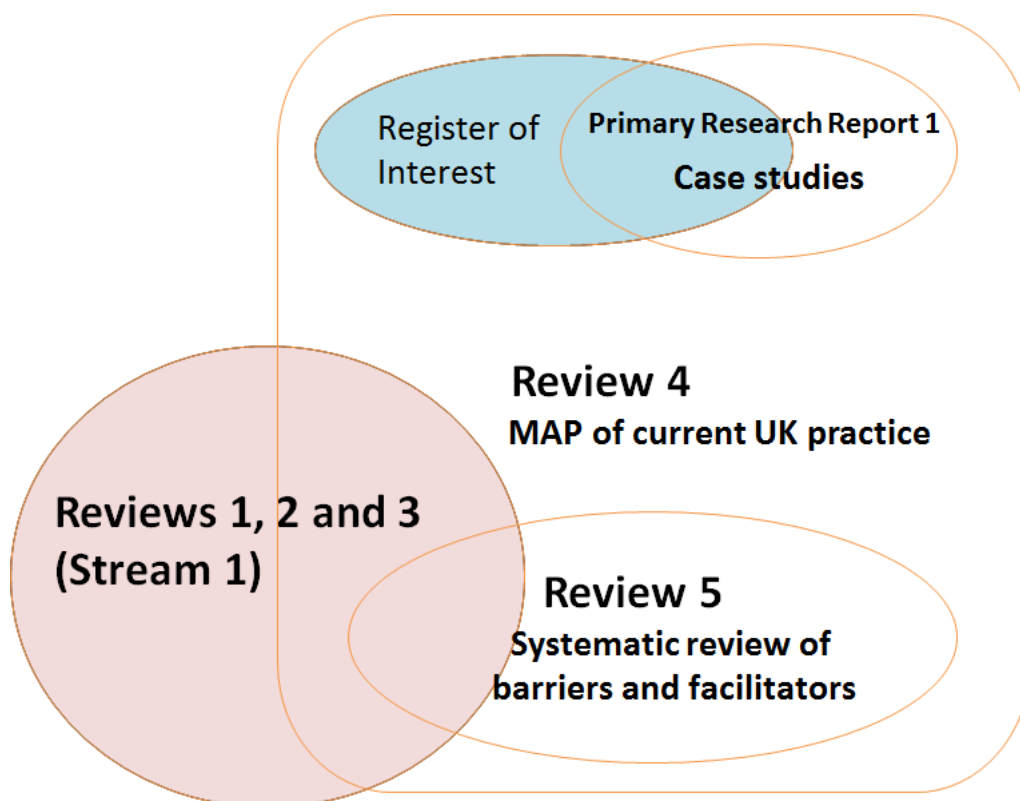 Register of
Interest
Primary Research Report 1
Case studies
Review 4
MAP of current UK practice
Reviews 1, 2 and 3
(Stream 1)
Review 5
Systematic review of
barriers and facilitators